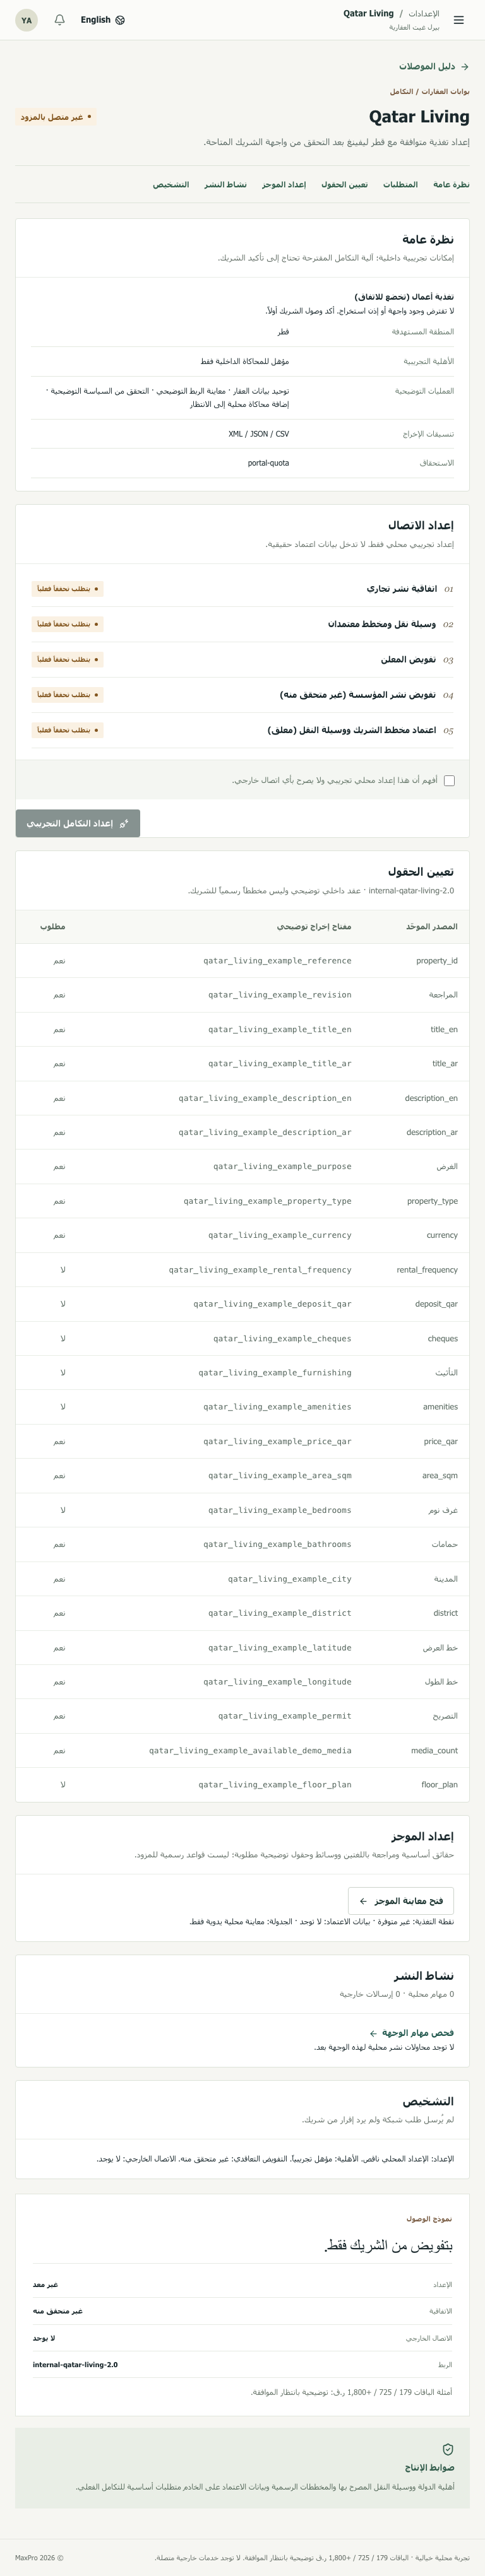 الإعدادات / Qatar Living
بيرل غيت العقارية
English
YA
دليل الموصلات
بوابات العقارات / التكامل
Qatar Living
غير متصل بالمزود
إعداد تغذية متوافقة مع قطر ليفينغ بعد التحقق من واجهة الشريك المتاحة.
نظرة عامة
المتطلبات
تعيين الحقول
إعداد الموجز
نشاط النشر
التشخيص
نظرة عامة
إمكانات تجريبية داخلية؛ آلية التكامل المقترحة تحتاج إلى تأكيد الشريك.
تغذية أعمال (تخضع للاتفاق)
لا تفترض وجود واجهة أو إذن استخراج. أكد وصول الشريك أولاً.
المنطقة المستهدفة
قطر
الأهلية التجريبية
مؤهل للمحاكاة الداخلية فقط
العمليات التوضيحية
توحيد بيانات العقار · معاينة الربط التوضيحي · التحقق من السياسة التوضيحية ·
إضافة محاكاة محلية إلى الانتظار
تنسيقات الإخراج
XML / JSON / CSV
الاستحقاق
portal-quota
إعداد الاتصال
إعداد تجريبي محلي فقط. لا تدخل بيانات اعتماد حقيقية.
01 اتفاقية نشر تجاري
يتطلب تحققاً فعلياً
02 وسيلة نقل ومخطط معتمدان
يتطلب تحققاً فعلياً
03 تفويض المعلن
يتطلب تحققاً فعلياً
04 تفويض نشر المؤسسة (غير متحقق منه)
يتطلب تحققاً فعلياً
05 اعتماد مخطط الشريك ووسيلة النقل (معلق)
يتطلب تحققاً فعلياً
أفهم أن هذا إعداد محلي تجريبي ولا يصرح بأي اتصال خارجي.
إعداد التكامل التجريبي
تعيين الحقول
internal-qatar-living-2.0 · عقد داخلي توضيحي وليس مخططاً رسمياً للشريك.
المصدر الموحّد
مفتاح إخراج توضيحي
مطلوب
property_id
qatar_living_example_reference
نعم
المراجعة
qatar_living_example_revision
نعم
title_en
qatar_living_example_title_en
نعم
title_ar
qatar_living_example_title_ar
نعم
description_en
qatar_living_example_description_en
نعم
description_ar
qatar_living_example_description_ar
نعم
الغرض
qatar_living_example_purpose
نعم
property_type
qatar_living_example_property_type
نعم
currency
qatar_living_example_currency
نعم
rental_frequency
qatar_living_example_rental_frequency
لا
deposit_qar
qatar_living_example_deposit_qar
لا
cheques
qatar_living_example_cheques
لا
التأثيث
qatar_living_example_furnishing
لا
amenities
qatar_living_example_amenities
لا
price_qar
qatar_living_example_price_qar
نعم
area_sqm
qatar_living_example_area_sqm
نعم
غرف نوم
qatar_living_example_bedrooms
لا
حمامات
qatar_living_example_bathrooms
نعم
المدينة
qatar_living_example_city
نعم
district
qatar_living_example_district
نعم
خط العرض
qatar_living_example_latitude
نعم
خط الطول
qatar_living_example_longitude
نعم
التصريح
qatar_living_example_permit
نعم
media_count
qatar_living_example_available_demo_media
نعم
floor_plan
qatar_living_example_floor_plan
لا
إعداد الموجز
حقائق أساسية ومراجعة باللغتين ووسائط وحقول توضيحية مطلوبة؛ ليست قواعد رسمية للمزود.
فتح معاينة الموجز
نقطة التغذية: غير متوفرة · بيانات الاعتماد: لا توجد · الجدولة: معاينة محلية يدوية فقط.
نشاط النشر
0 مهام محلية · 0 إرسالات خارجية
فحص مهام الوجهة
لا توجد محاولات نشر محلية لهذه الوجهة بعد.
التشخيص
لم يُرسل طلب شبكة ولم يرد إقرار من شريك.
الإعداد: الإعداد المحلي ناقص. الأهلية: مؤهل تجريبياً. التفويض التعاقدي: غير متحقق منه. الاتصال الخارجي: لا يوجد.
نموذج الوصول
بتفويض من الشريك فقط.
الإعداد
غير معد
الاتفاقية
غير متحقق منه
الاتصال الخارجي
لا يوجد
الربط
internal-qatar-living-2.0
أمثلة الباقات 179 / 725 / +1,800 ر.ق: توضيحية بانتظار الموافقة.
ضوابط الإنتاج
أهلية الدولة ووسيلة النقل المصرح بها والمخططات الرسمية وبيانات الاعتماد على الخادم متطلبات أساسية للتكامل الفعلي.
تجربة محلية خيالية · الباقات 179 / 725 / +1,800 ر.ق توضيحية بانتظار الموافقة. لا توجد خدمات خارجية متصلة.
© 2026 MaxPro